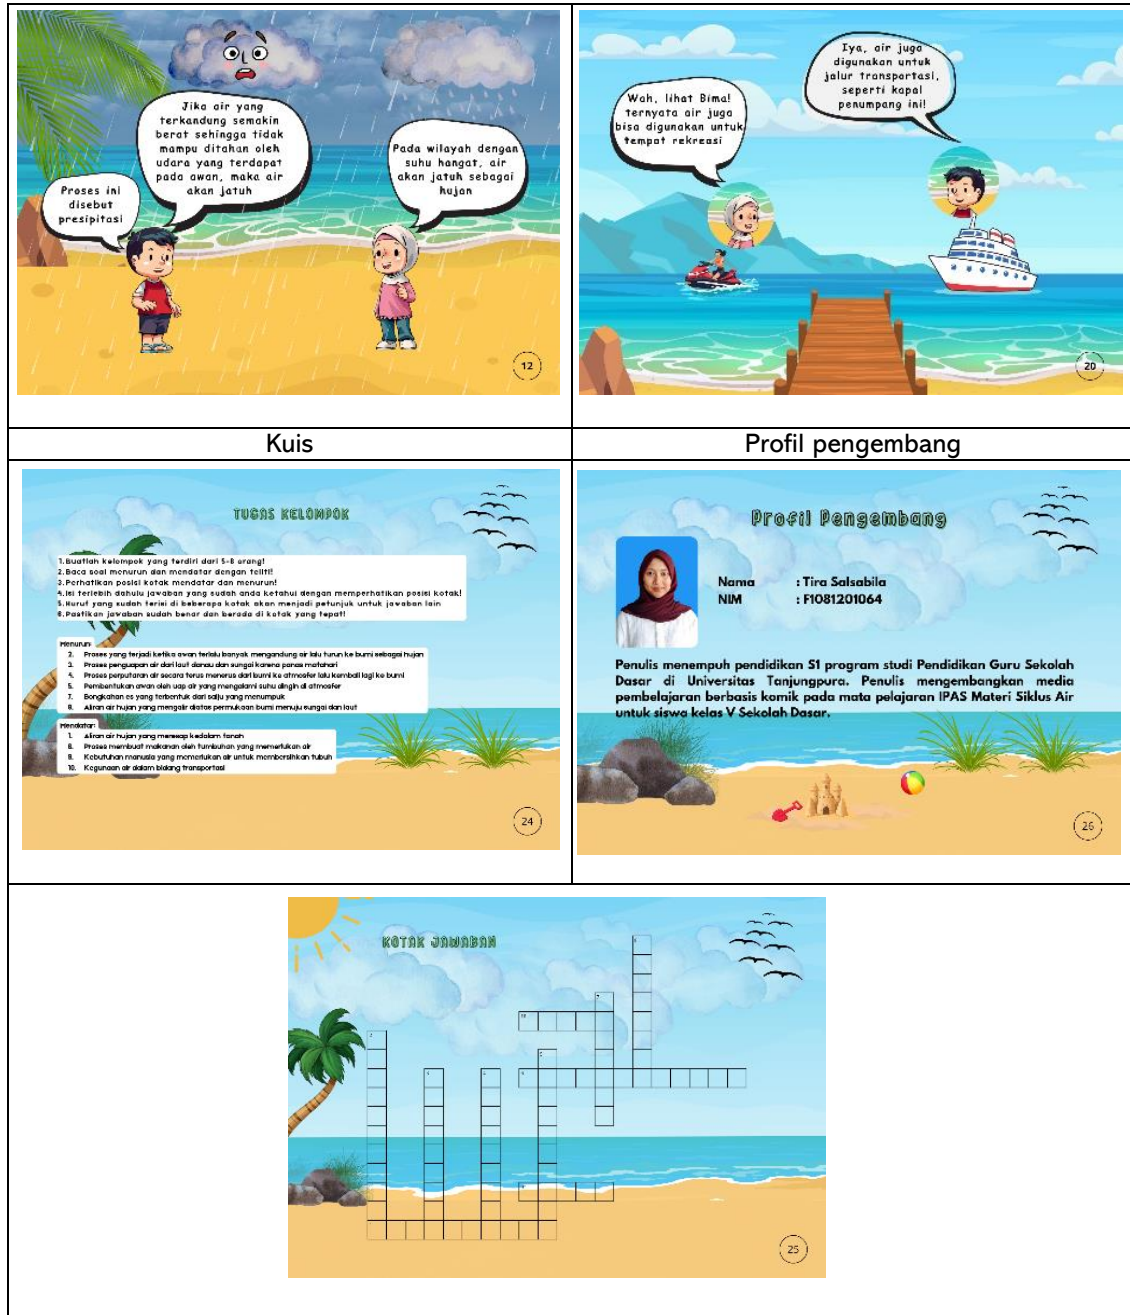 Jika air yang
terkandung semakin
berat sehingga tidak
mampu ditahan oleh
udara yang terdapat
pada awan, maka air
akan jatuh
Proses ini
disebut
presipitasi
Pada wilayah dengan
suhu hangat, air
akan jatuh sebagai
hujan
12
Wah, lihat Bima!
ternyata air juga
bisa digunakan untuk
tempat rekreasi
Iya, air juga
digunakan untuk
jalur transportasi,
seperti kapal
penumpang ini!
20
Kuis
Profil pengembang
TUGAS KELOMPOK
1.Buatlah kelompok yang terdiri dari 5-8 orang!
2.Baca soal menurun dan mendatar dengan teliti!
3.Perhatikan posisi kotak mendatar dan menurun!
4.Isi terlebih dahulu jawaban yang sudah anda ketahui dengan memperhatikan posisi kotak!
5.Huruf yang sudah terisi di beberapa kotak akan menjadi petunjuk untuk jawaban lain
6.Pastikan jawaban sudah benar dan berada di kotak yang tepat!
Menurun:
2. Proses yang terjadi ketika awan terlalu banyak mengandung air lalu turun ke bumi sebagai hujan
3. Proses penguapan air dari laut danau dan sungai karena panas matahari
4. Proses perputaran air secara terus menerus dari bumi ke atmosfer lalu kembali lagi ke bumi
5. Pembentukan awan oleh uap air yang mengalami suhu dingin di atmosfer
7. Bongkahan es yang terbentuk dari salju yang menumpuk
8. Aliran air hujan yang mengalir diatas permukaan bumi menuju sungai dan laut
Mendatar:
1. Aliran air hujan yang meresap kedalam tanah
6. Proses membuat makanan oleh tumbuhan yang memerlukan air
9. Kebutuhan manusia yang memerlukan air untuk membersihkan tubuh
10. Kegunaan air dalam bidang transportasi
24
Profil Pengembang
Nama : Tira Salsabila
NIM : F1081201064
Penulis menempuh pendidikan S1 program studi Pendidikan Guru Sekolah
Dasar di Universitas Tanjungpura. Penulis mengembangkan media
pembelajaran berbasis komik pada mata pelajaran IPAS Materi Siklus Air
untuk siswa kelas V Sekolah Dasar.
26
KOTAK JAWABAN
25